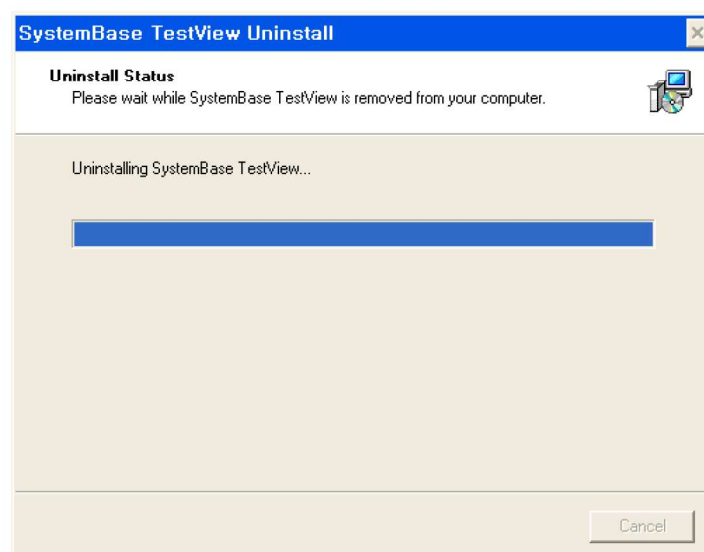 SystemBase TestView Uninstall
Uninstall Status
Please wait while SystemBase TestView is removed from your computer.
Uninstalling SystemBase TestView...
Cancel